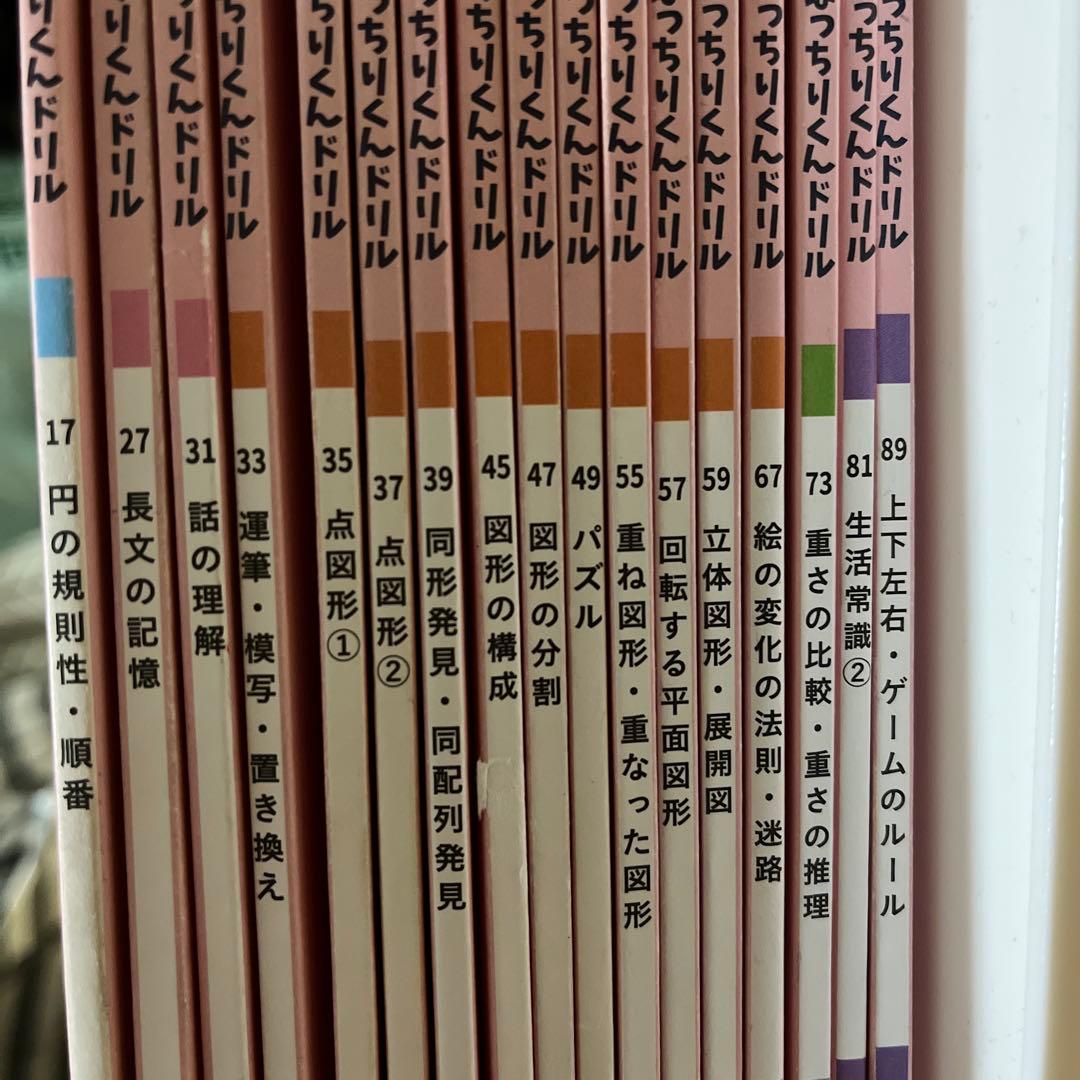 りくんドリル
17 円の規則性・順番
りくんドリル
27 長文の記憶
りくんドリル
31 話の理解
りくんドリル
33 運筆・模写・置き換え
ちりくんドリル
35 点図形①
っちりくんドリル
37 点図形②
ちりくんドリル
39 同形発見・同配列発見
ちりくんドリル
45 図形の構成
っちりくんドリル
47 図形の分割
っちりくんドリル
49 パズル
っちりくんドリル
55 重ね図形・重なった図形
っちりくんドリル
57 回転する平面図形
っちりくんドリル
59 立体図形・展開図
っちりくんドリル
67 絵の変化の法則・迷路
っちりくんドリル
73 重さの比較・重さの推理
っちりくんドリル
81 生活常識②
っちりくんドリル
89 上下左右・ゲームのルール